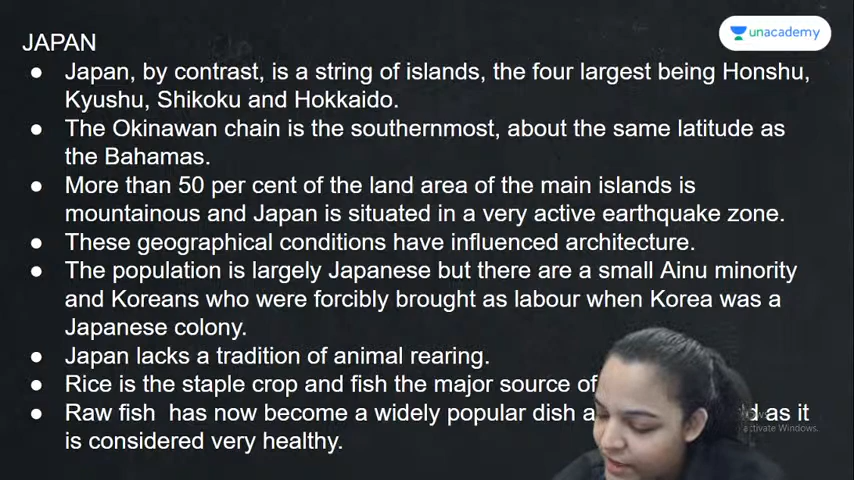 JAPAN
unacademy
● Japan, by contrast, is a string of islands, the four largest being Honshu,
Kyushu, Shikoku and Hokkaido.
● The Okinawan chain is the southernmost, about the same latitude as
the Bahamas.
● More than 50 per cent of the land area of the main islands is
mountainous and Japan is situated in a very active earthquake zone.
● These geographical conditions have influenced architecture.
● The population is largely Japanese but there are a small Ainu minority
and Koreans who were forcibly brought as labour when Korea was a
Japanese colony.
● Japan lacks a tradition of animal rearing.
● Rice is the staple crop and fish the major source of
● Raw fish has now become a widely popular dish as it
is considered very healthy.
activate Windows.